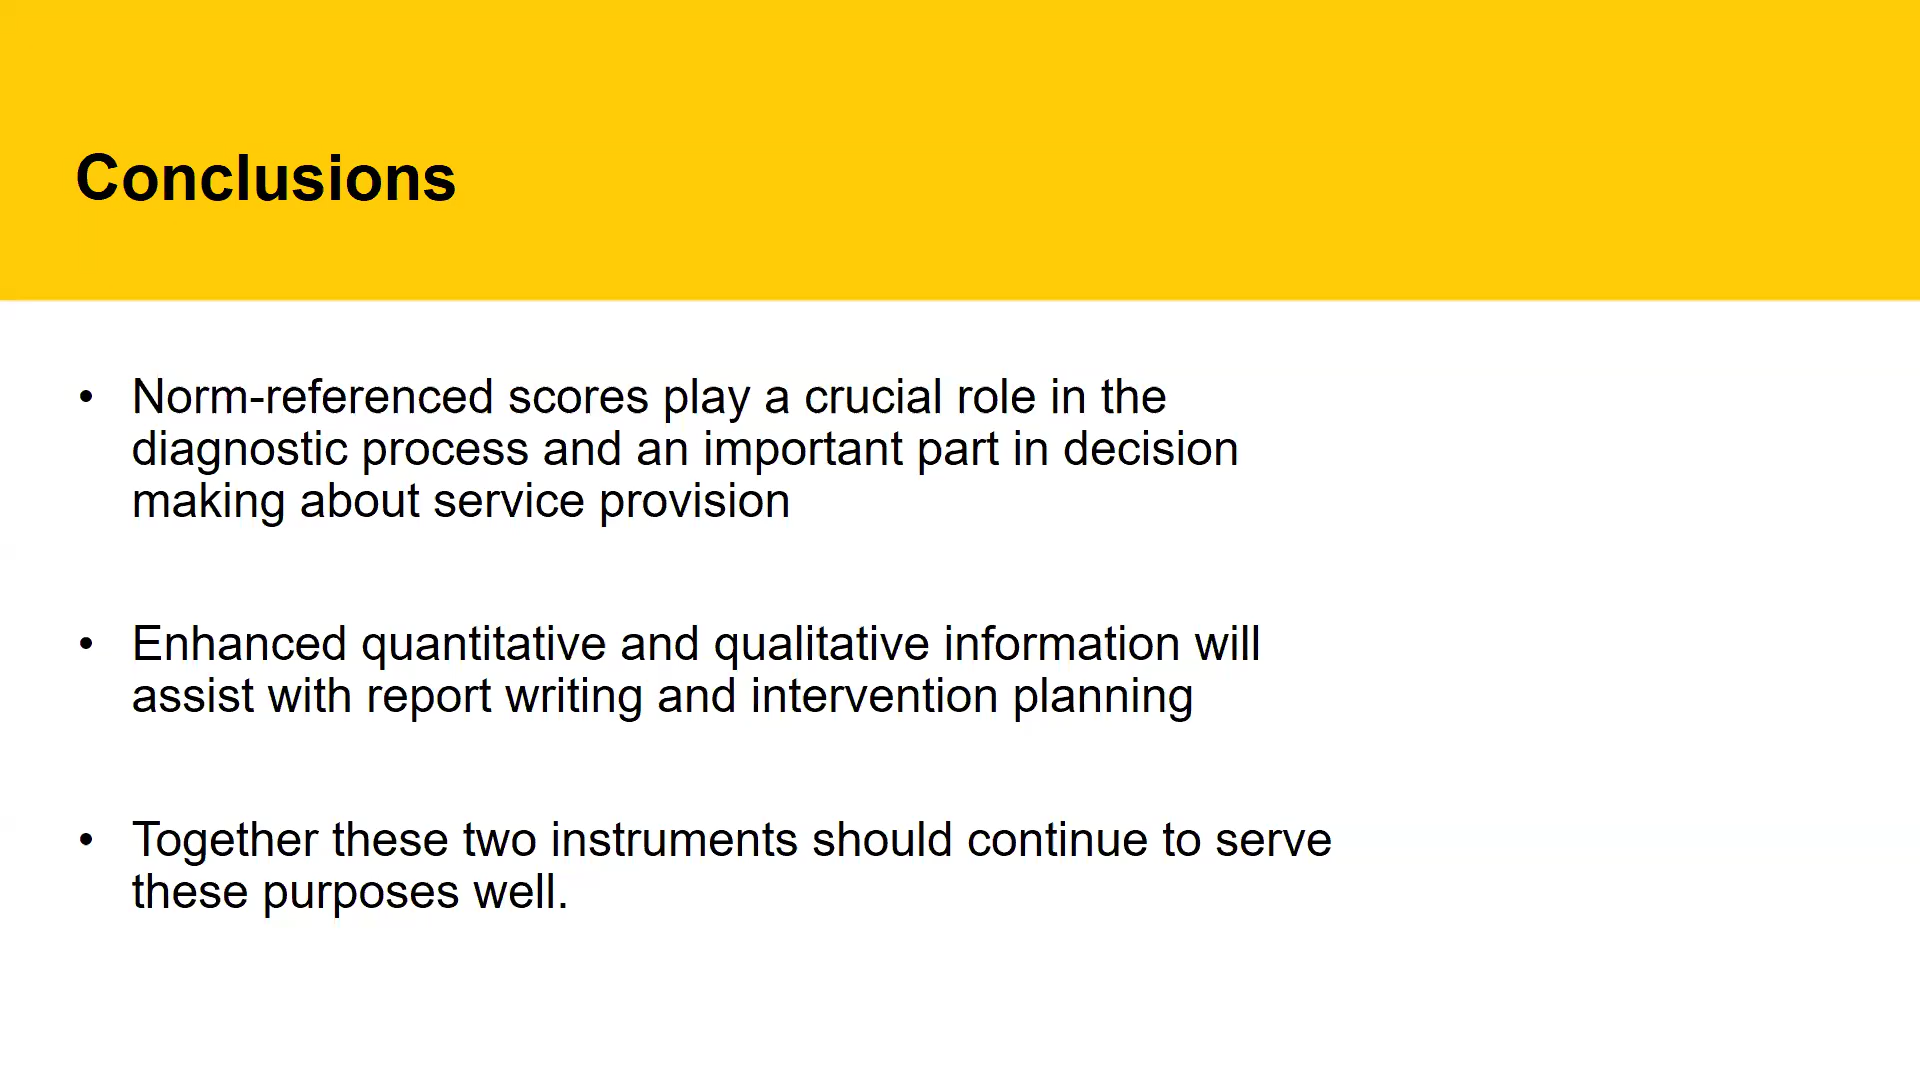 Conclusions
• Norm-referenced scores play a crucial role in the
diagnostic process and an important part in decision
making about service provision
• Enhanced quantitative and qualitative information will
assist with report writing and intervention planning
• Together these two instruments should continue to serve
these purposes well.